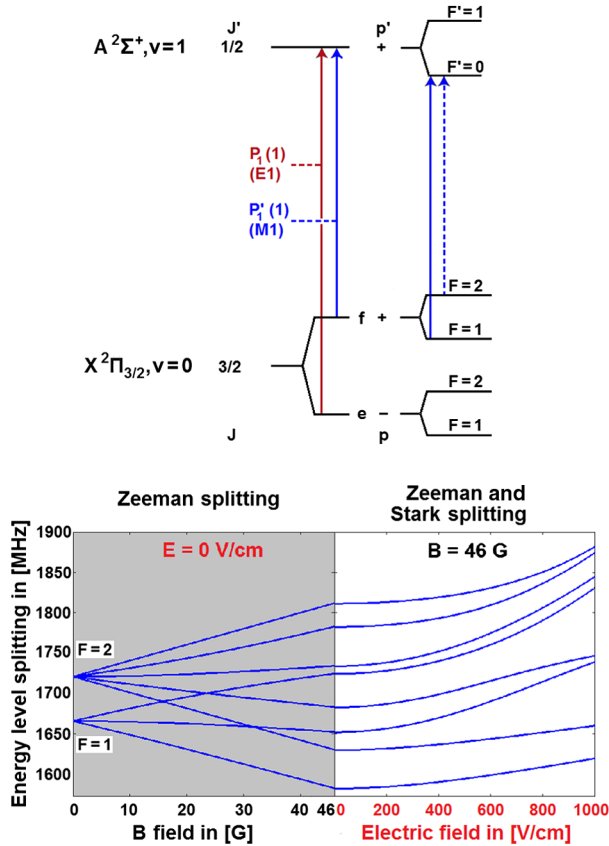 J'
p'
F'=1
A²Σ⁺,v=1
1/2
+
F'=0
P₁(1)
(E1)
P'₁(1)
(M1)
F=2
f +
F=1
X²Π₃/₂,v=0
3/2
F=2
e −
F=1
J
p
Zeeman splitting
Zeeman and
Stark splitting
Energy level splitting in [MHz]
1900
1850
1800
1750
1700
1650
1600
E = 0 V/cm
B = 46 G
F=2
F=1
0 10 20 30 40 46 0 200 400 600 800 1000
B field in [G]
Electric field in [V/cm]